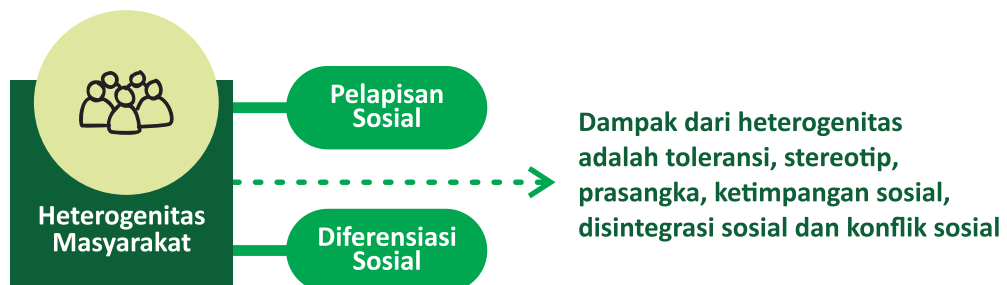 Heterogenitas
Masyarakat
Pelapisan
Sosial
Diferensiasi
Sosial
Dampak dari heterogenitas
adalah toleransi, stereotip,
prasangka, ketimpangan sosial,
disintegrasi sosial dan konflik sosial